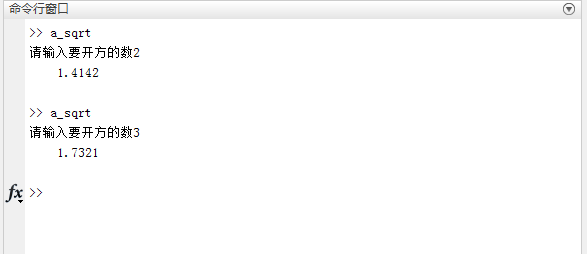 命令行窗口
>> a_sqrt
请输入要开方的数2
1.4142
>> a_sqrt
请输入要开方的数3
1.7321
fx >>